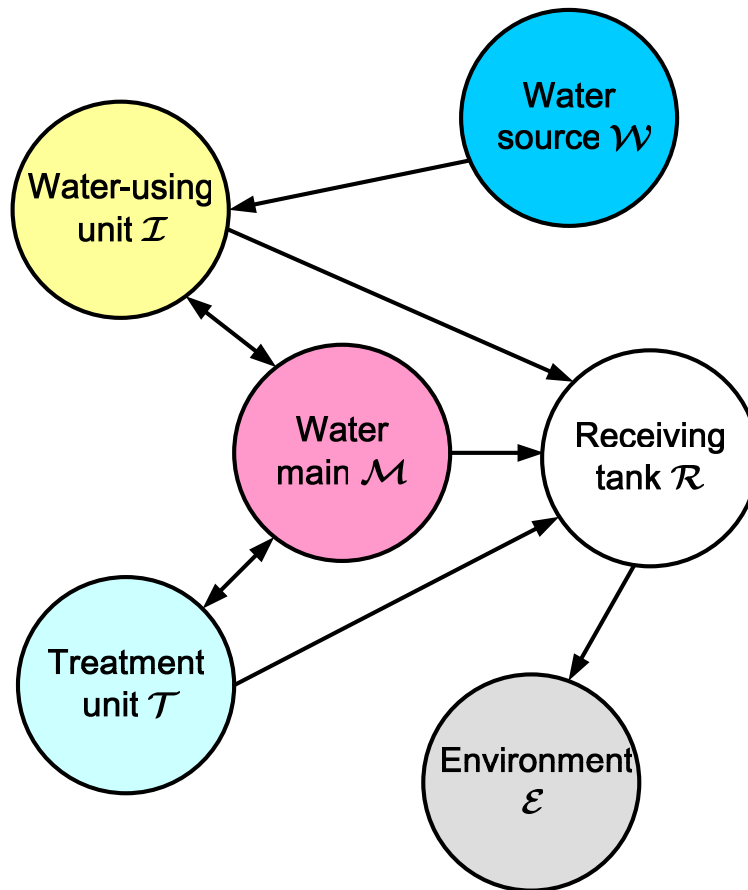 Water
source 𝒲
Water-using
unit ℐ
Water
main ℳ
Receiving
tank ℛ
Treatment
unit 𝒯
Environment
ℰ